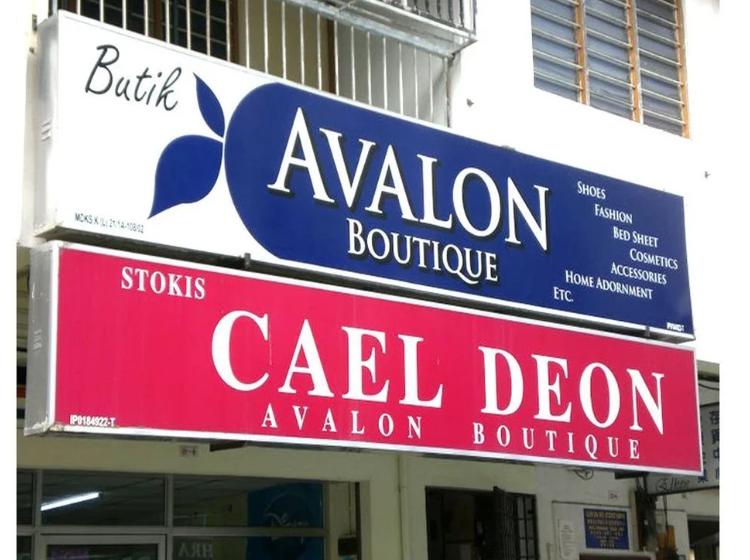 Butik
AVALON
BOUTIQUE
SHOES
FASHION
BED SHEET
COSMETICS
ACCESSORIES
HOME ADORNMENT
ETC.
STOKIS
CAEL DEON
AVALON BOUTIQUE
IP0184922-T